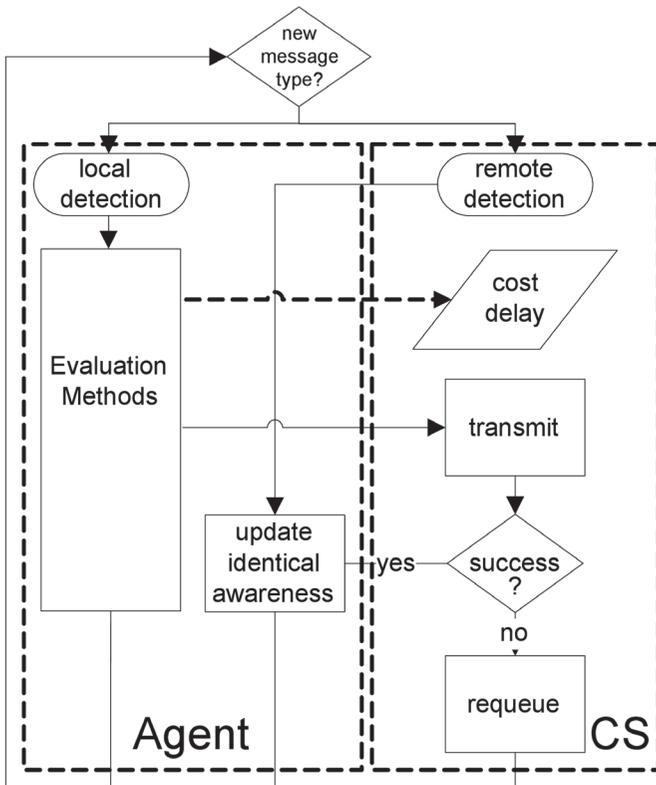 new
message
type?
local
detection
remote
detection
cost
delay
Evaluation
Methods
transmit
update
identical
awareness
yes
success
?
no
requeue
Agent
CS